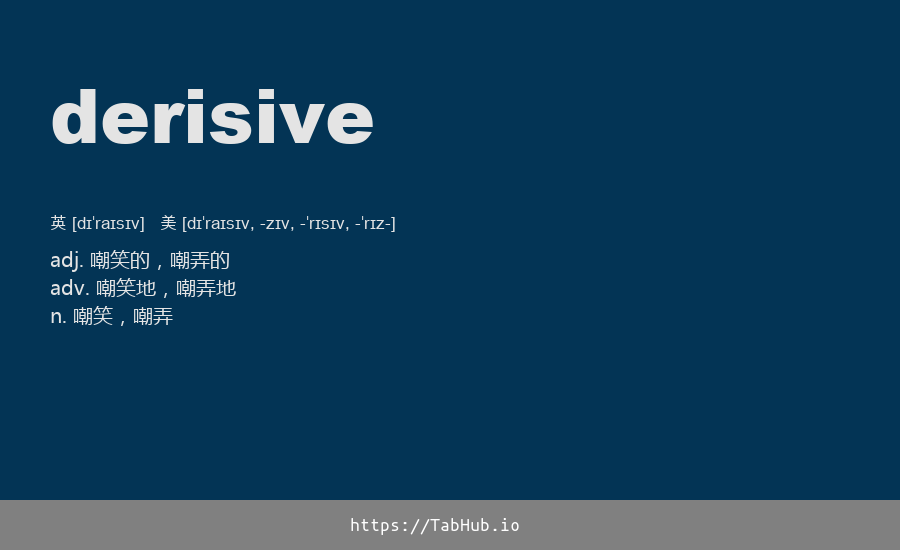 derisive
英 [dɪˈraɪsɪv] 美 [dɪˈraɪsɪv, -zɪv, -ˈrɪsɪv, -ˈrɪz-]
adj. 嘲笑的，嘲弄的
adv. 嘲笑地，嘲弄地
n. 嘲笑，嘲弄
https://TabHub.io